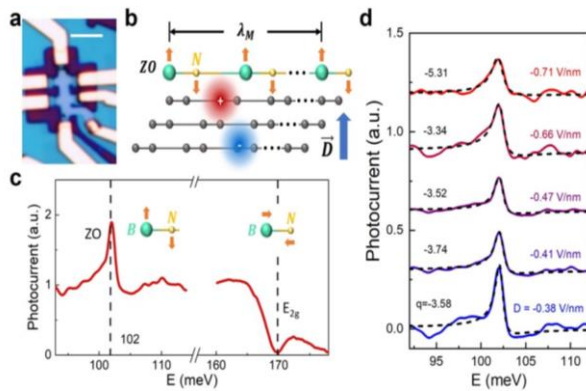 a
b
λM
ZO
N
D
c
Photocurrent (a.u.)
2
1
0
ZO
B
N
B
N
E2g
102
100
110
160
170
E (meV)
d
Photocurrent (a.u.)
1.5
1.0
0.5
0.0
-5.31
-0.71 V/nm
-3.34
-0.66 V/nm
-3.52
-0.47 V/nm
-3.74
-0.41 V/nm
q=-3.58
D = -0.38 V/nm
95
100
105
110
E (meV)